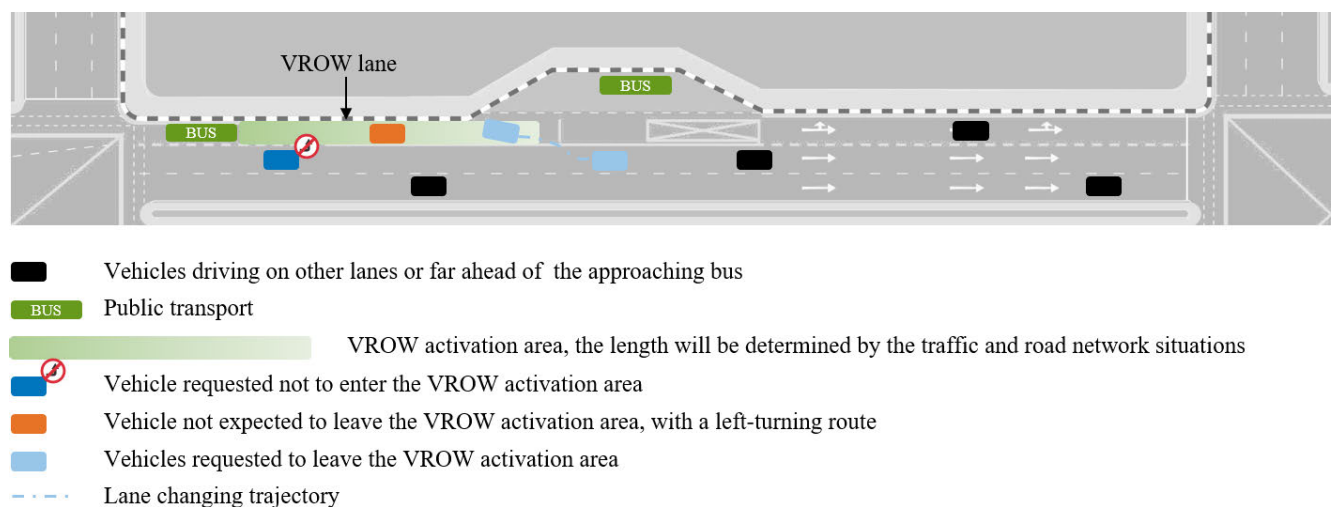 VROW lane
BUS
BUS
Vehicles driving on other lanes or far ahead of the approaching bus
BUS Public transport
VROW activation area, the length will be determined by the traffic and road network situations
Vehicle requested not to enter the VROW activation area
Vehicle not expected to leave the VROW activation area, with a left-turning route
Vehicles requested to leave the VROW activation area
Lane changing trajectory